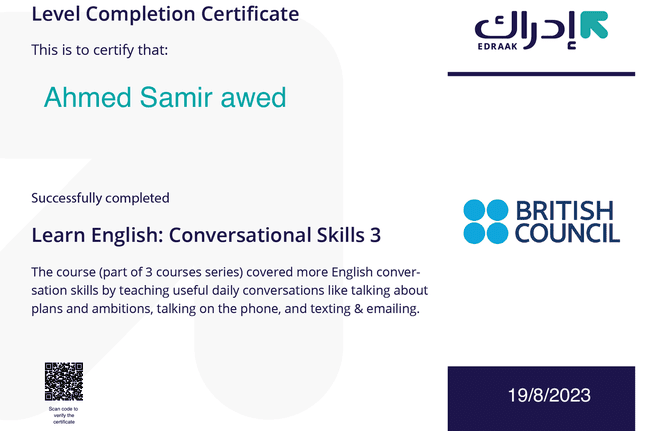 Level Completion Certificate
This is to certify that:
Ahmed Samir awed
Successfully completed
Learn English: Conversational Skills 3
The course (part of 3 courses series) covered more English conver-
sation skills by teaching useful daily conversations like talking about
plans and ambitions, talking on the phone, and texting & emailing.
Scan code to
verify the
certificate
إدراك
EDRAAK
BRITISH
COUNCIL
19/8/2023